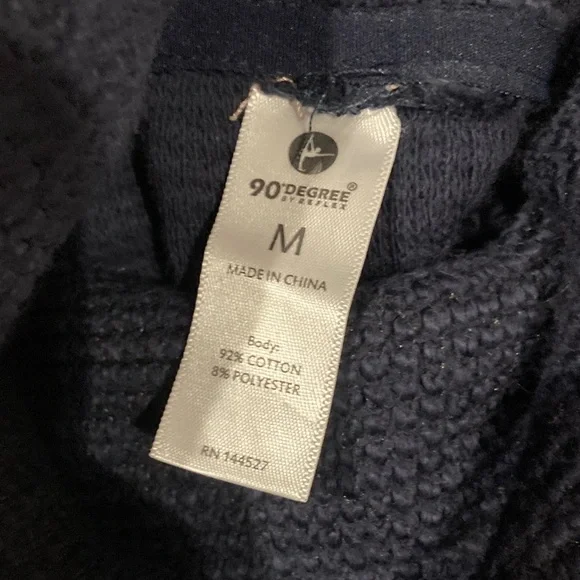 90°DEGREE®
BY REFLEX
M
MADE IN CHINA
Body:
92% COTTON
8% POLYESTER
RN 144527